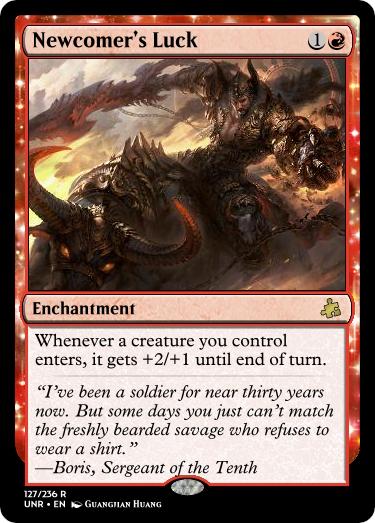 Newcomer's Luck 1
Enchantment
Whenever a creature you control
enters, it gets +2/+1 until end of turn.
“I've been a soldier for near thirty years
now. But some days you just can't match
the freshly bearded savage who refuses to
wear a shirt.”
—Boris, Sergeant of the Tenth
127/236 R
UNR • EN Guangjian Huang